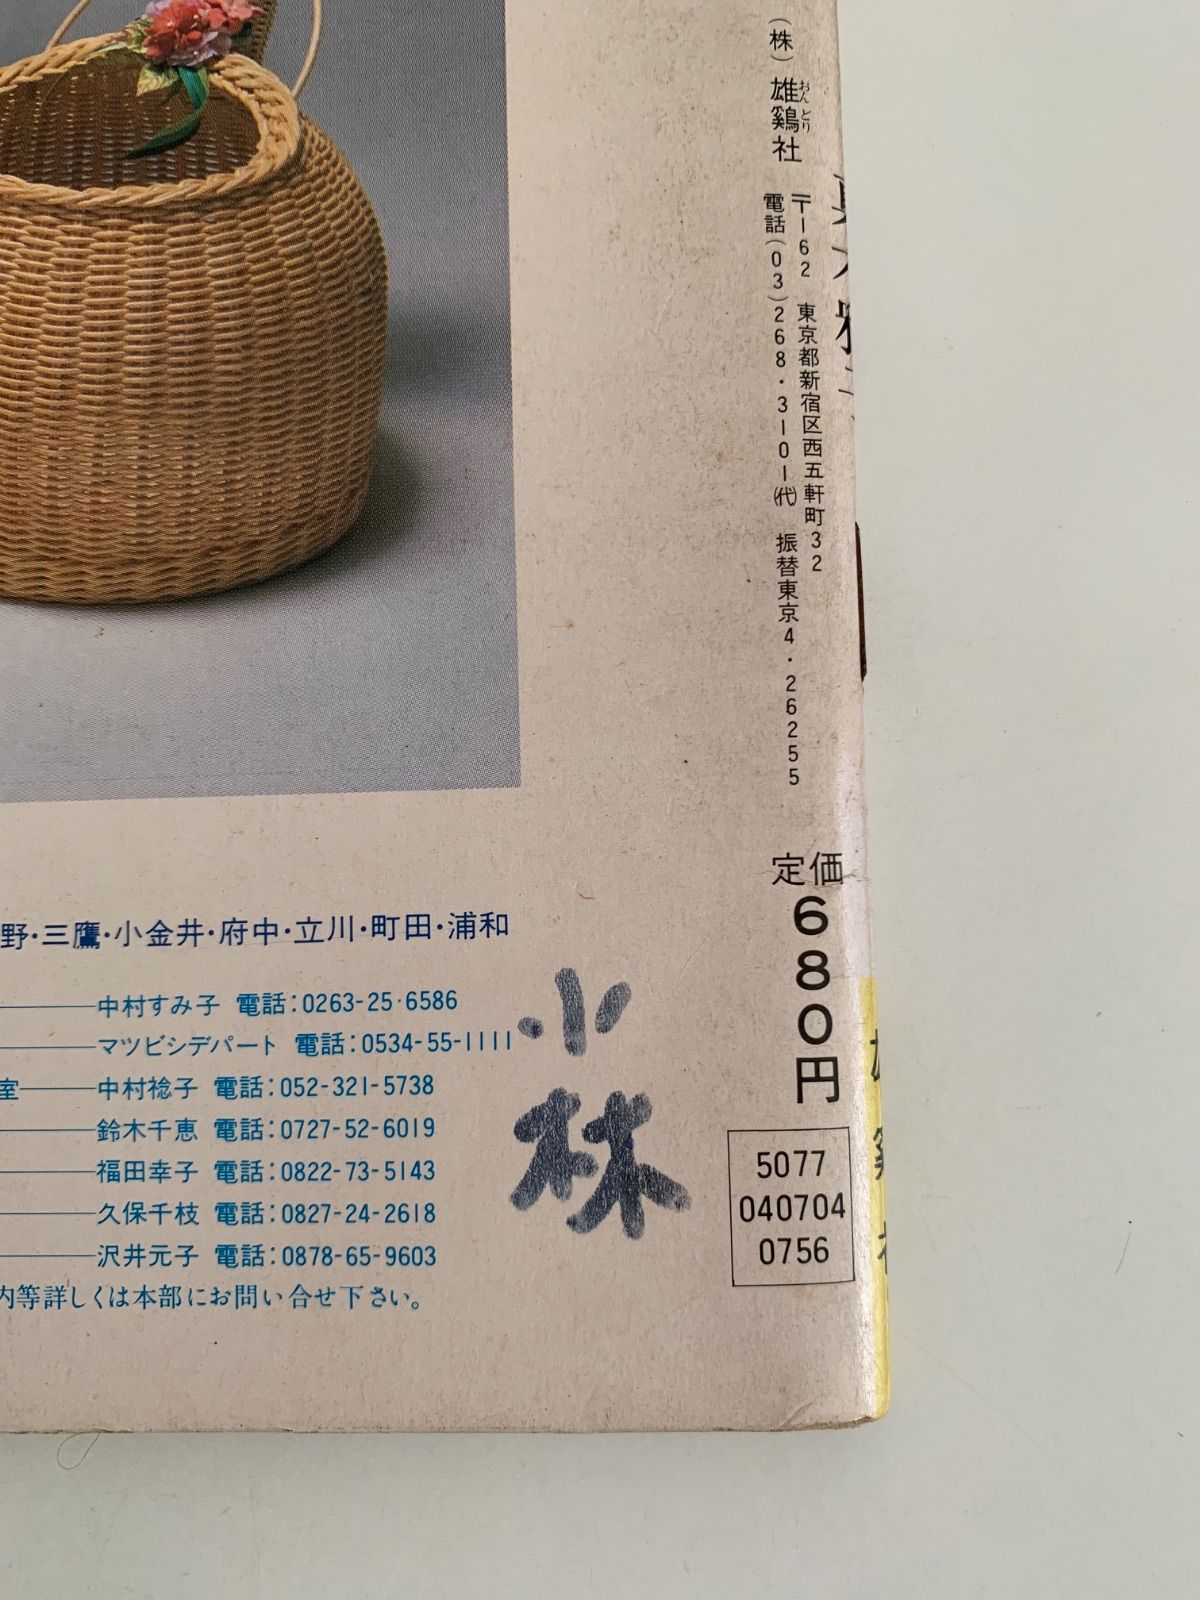 (株)雄鷄社
おんどり
〒162 東京都新宿区西五軒町32
電話(03)268・3101(代) 振替東京4・26255
定価680円
5077
040704
0756
野・三鷹・小金井・府中・立川・町田・浦和
中村すみ子 電話:0263-25-6586
マツビシデパート 電話:0534-55-1111
室 中村稔子 電話:052-321-5738
鈴木千恵 電話:0727-52-6019
福田幸子 電話:0822-73-5143
久保千枝 電話:0827-24-2618
沢井元子 電話:0878-65-9603
内等詳しくは本部にお問い合せ下さい。
小林